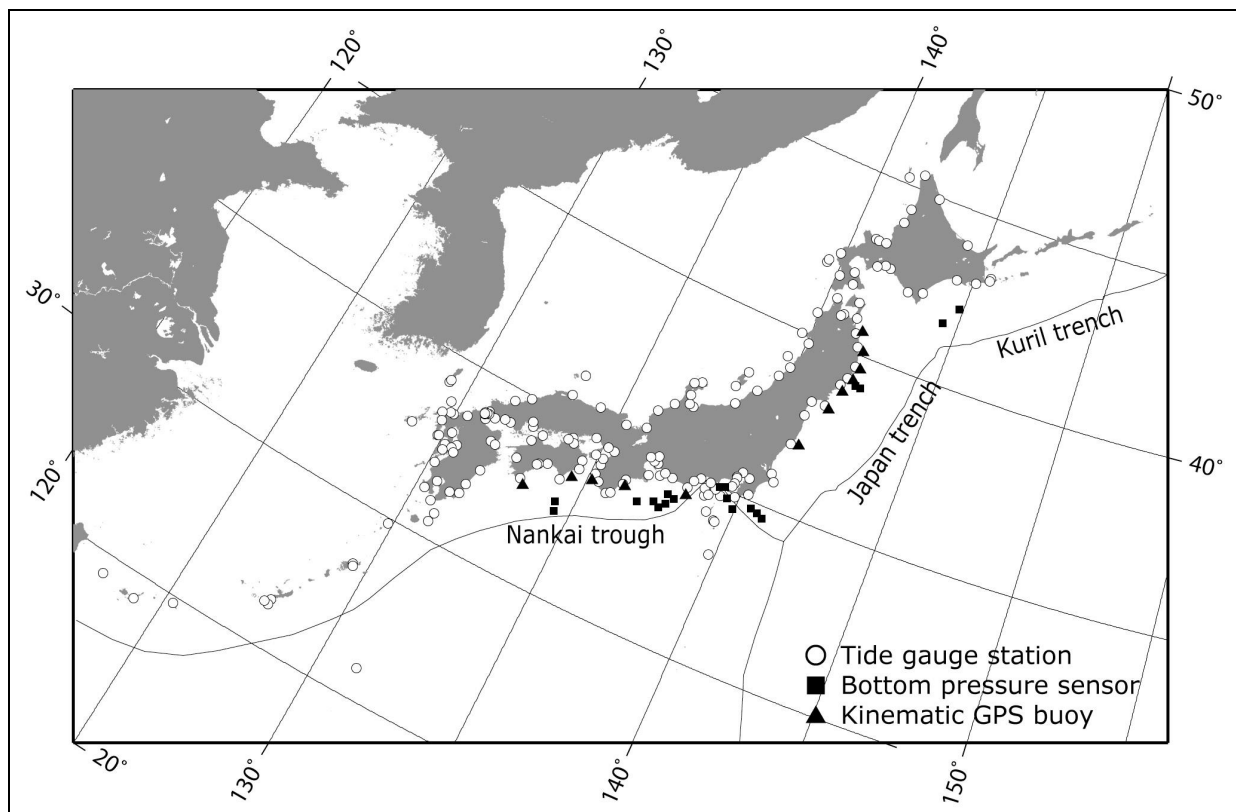 120°
130°
140°
50°
30°
Kuril trench
Japan trench
40°
120°
Nankai trough
Tide gauge station
Bottom pressure sensor
Kinematic GPS buoy
20°
130°
140°
150°